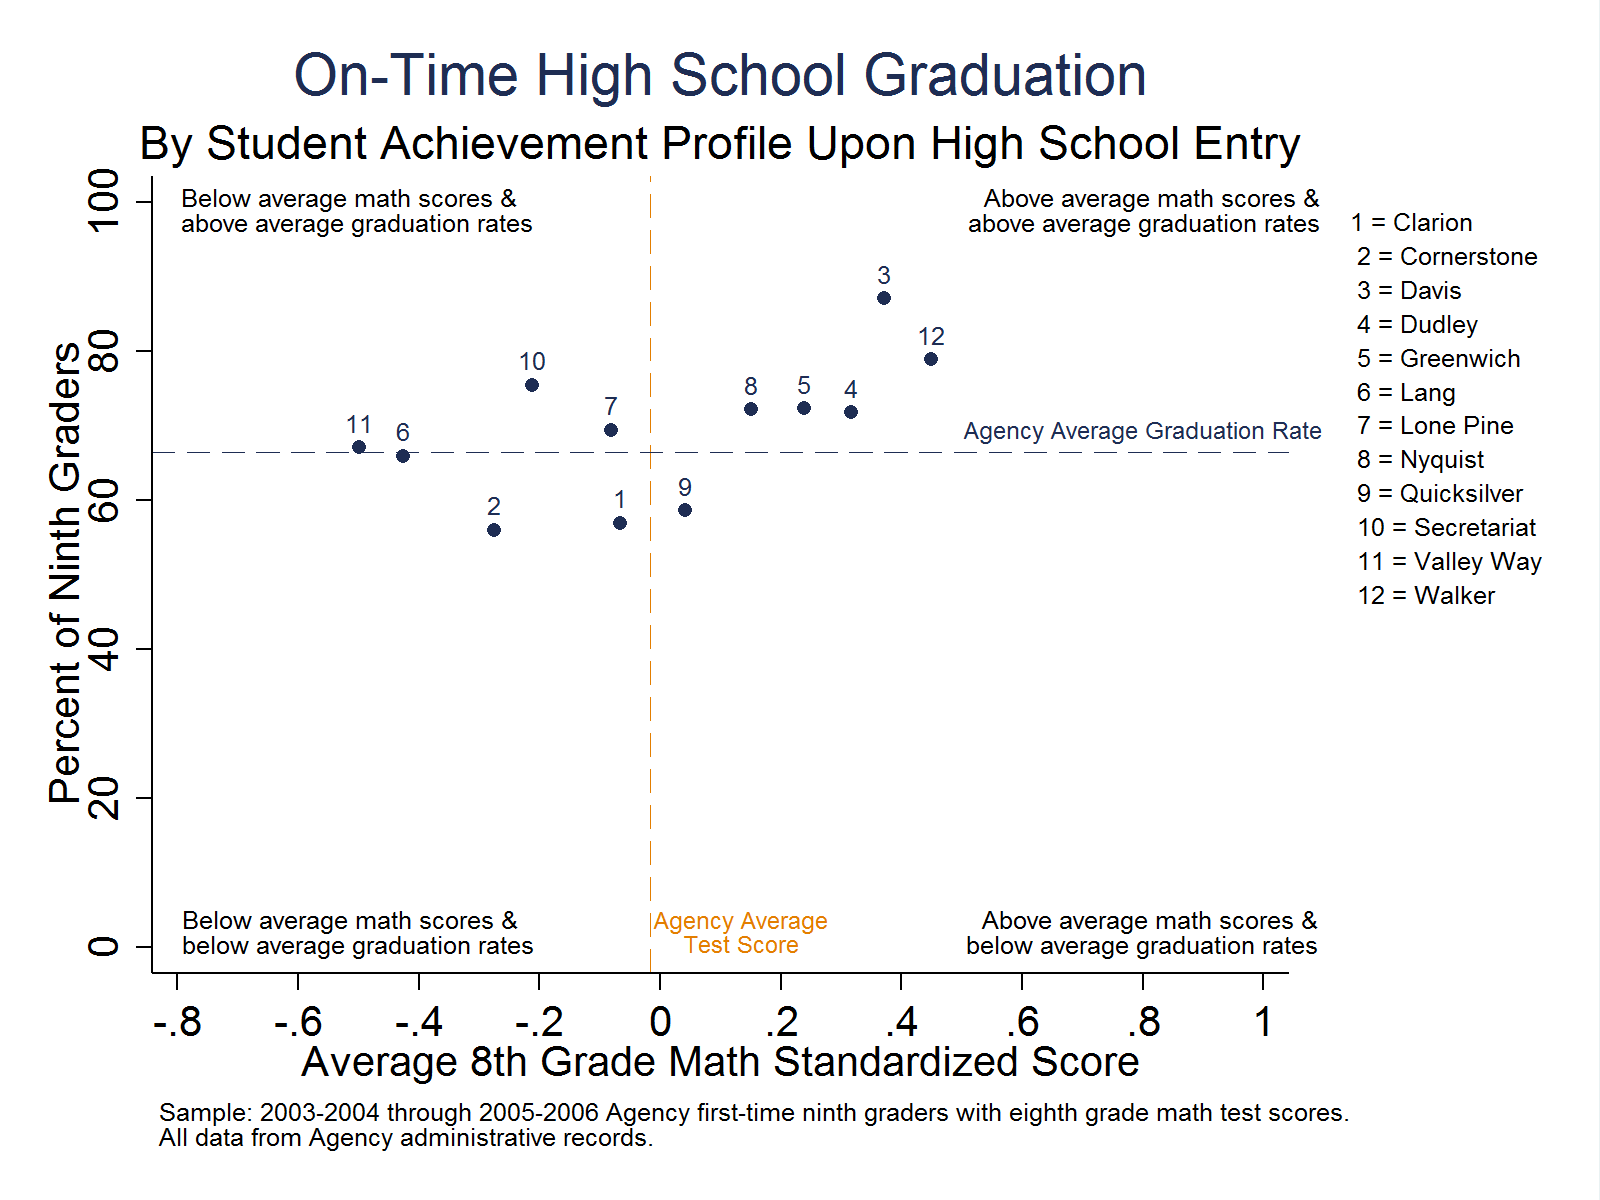 On-Time High School Graduation
By Student Achievement Profile Upon High School Entry
Below average math scores &
above average graduation rates
Above average math scores &
above average graduation rates
1 = Clarion
2 = Cornerstone
3 = Davis
4 = Dudley
5 = Greenwich
6 = Lang
7 = Lone Pine
8 = Nyquist
9 = Quicksilver
10 = Secretariat
11 = Valley Way
12 = Walker
Percent of Ninth Graders
100
80
60
40
20
0
3
12
10
8
5
4
7
11
6
Agency Average Graduation Rate
2
1
9
Below average math scores &
below average graduation rates
Agency Average
Test Score
Above average math scores &
below average graduation rates
-.8 -.6 -.4 -.2 0 .2 .4 .6 .8 1
Average 8th Grade Math Standardized Score
Sample: 2003-2004 through 2005-2006 Agency first-time ninth graders with eighth grade math test scores.
All data from Agency administrative records.